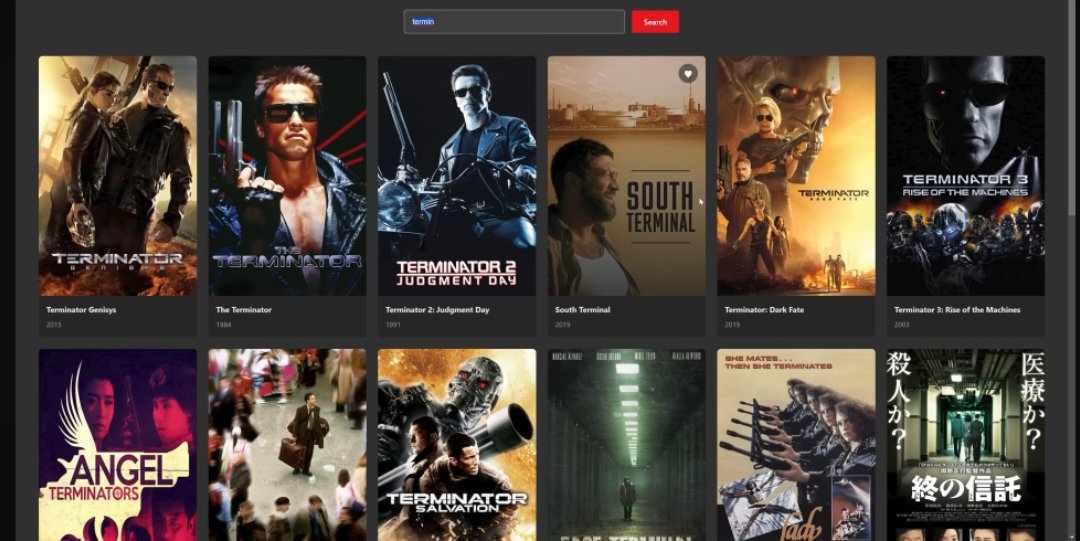 termin
Search
TERMINATOR
GENISYS
THE
TERMINATOR
TERMINATOR 2
JUDGMENT DAY
SOUTH
TERMINAL
TERMINATOR
DARK FATE
TERMINATOR 3
RISE OF THE MACHINES
Terminator Genisys
2015
The Terminator
1984
Terminator 2: Judgment Day
1991
South Terminal
2019
Terminator: Dark Fate
2019
Terminator 3: Rise of the Machines
2003
ANGEL
TERMINATORS
TERMINATOR
SALVATION
SHE MATES...
THEN SHE TERMINATES
Lady
殺人か?
医療か?
終の信託